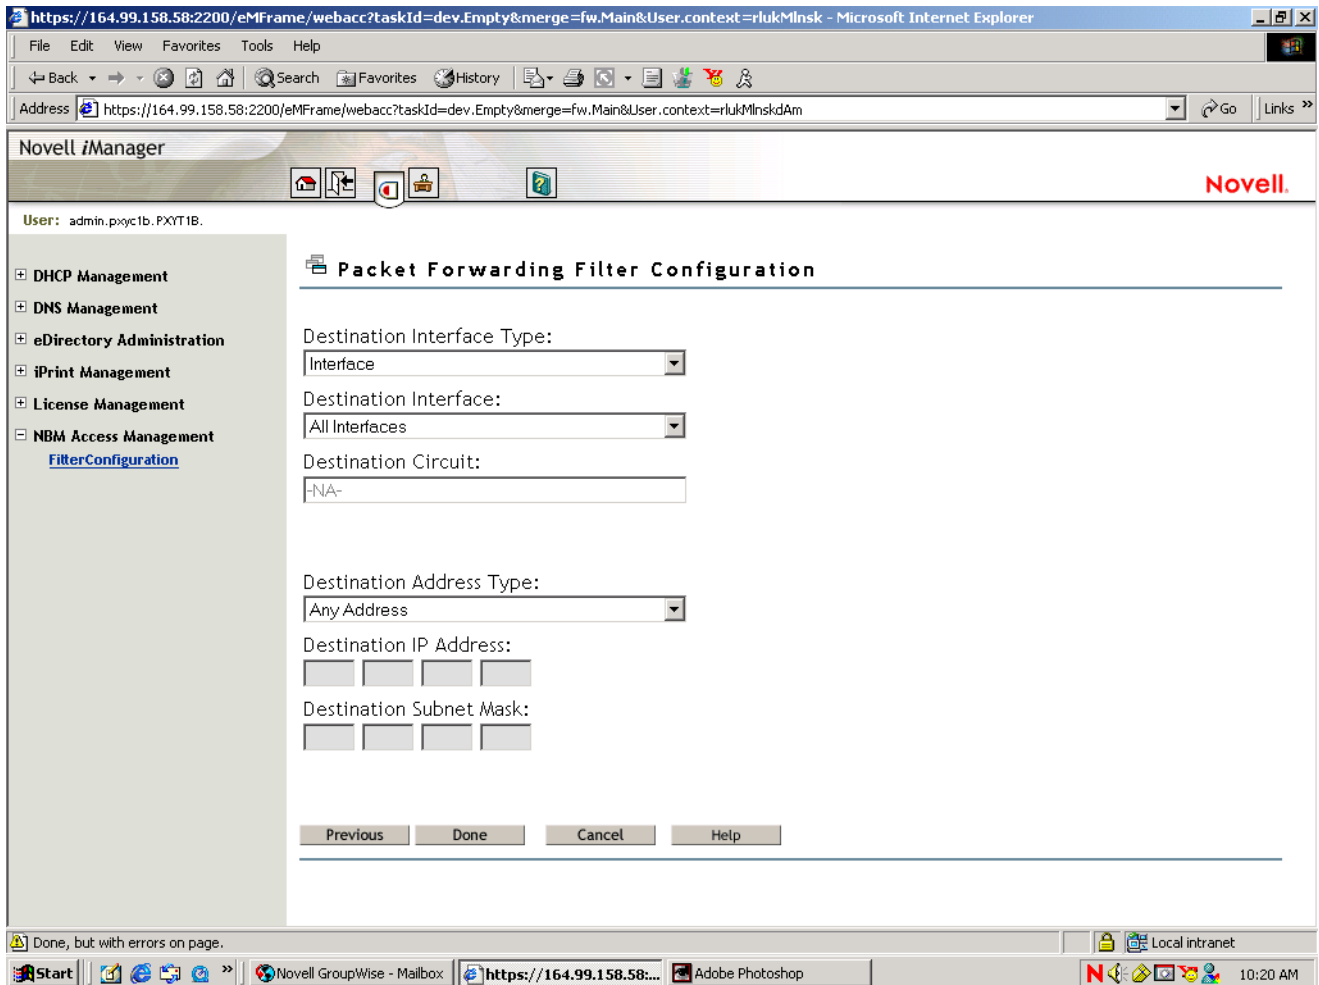 https://164.99.158.58:2200/eMFrame/webacc?taskId=dev.Empty&merge=fw.Main&User.context=rlukMlnsk - Microsoft Internet Explorer
File Edit View Favorites Tools Help
Back Search Favorites History
Address https://164.99.158.58:2200/eMFrame/webacc?taskId=dev.Empty&merge=fw.Main&User.context=rlukMlnskdAm Go Links »
Novell iManager
Novell.
User: admin.pxyc1b.PXYT1B.
DHCP Management
DNS Management
eDirectory Administration
iPrint Management
License Management
NBM Access Management
FilterConfiguration
Packet Forwarding Filter Configuration
Destination Interface Type:
Interface
Destination Interface:
All Interfaces
Destination Circuit:
-NA-
Destination Address Type:
Any Address
Destination IP Address:
Destination Subnet Mask:
Previous Done Cancel Help
Done, but with errors on page. Local intranet
Start » Novell GroupWise - Mailbox https://164.99.158.58:... Adobe Photoshop N 10:20 AM